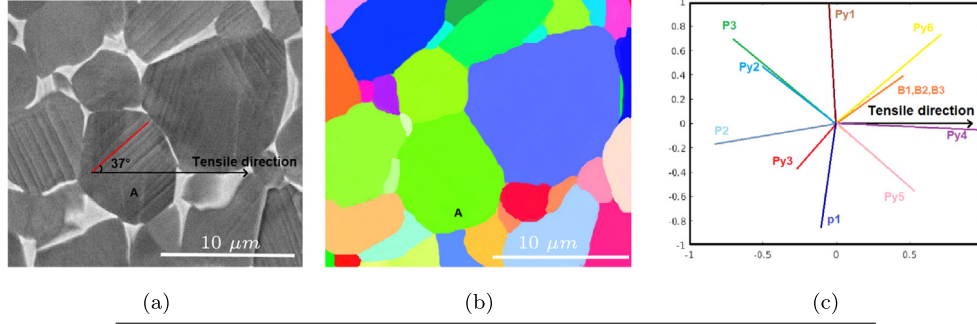 37°
Tensile direction
A
10 μm
A
10 μm
1
0.8
0.6
0.4
0.2
0
-0.2
-0.4
-0.6
-0.8
-1
-1
-0.5
0
0.5
P3
Py1
Py6
Py2
B1,B2,B3
Tensile direction
P2
Py4
Py3
Py5
p1
(a)
(b)
(c)